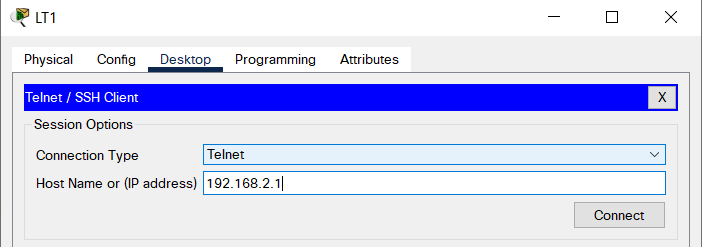 LT1
Physical Config Desktop Programming Attributes
Telnet / SSH Client X
Session Options
Connection Type Telnet
Host Name or (IP address) 192.168.2.1
Connect